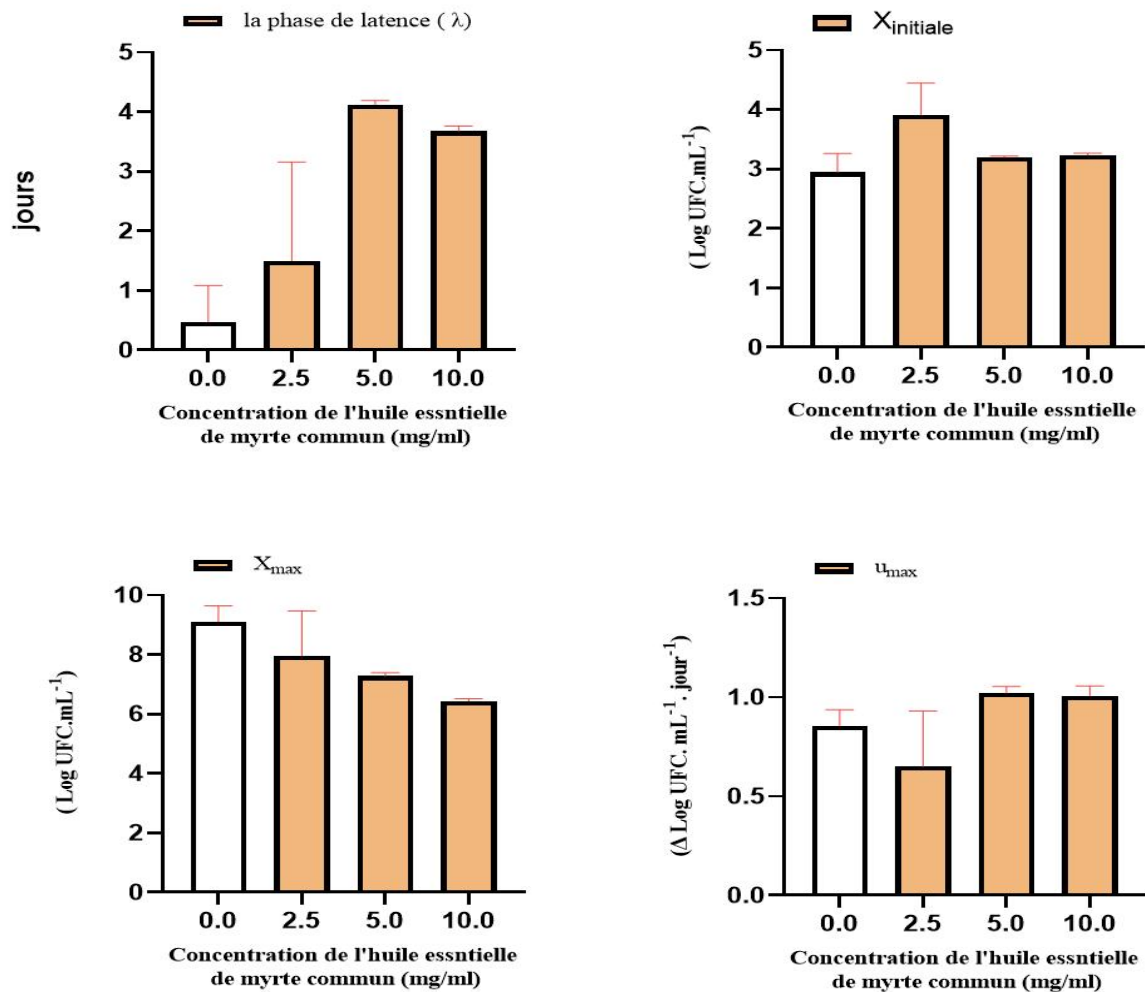 la phase de latence ( λ)
5
4
3
2
1
0
jours
0.0 2.5 5.0 10.0
Concentration de l'huile essntielle
de myrte commun (mg/ml)
Xinitiale
5
4
3
2
1
0
( Log UFC.mL-1)
0.0 2.5 5.0 10.0
Concentration de l'huile essntielle
de myrte commun (mg/ml)
Xmax
10
8
6
4
2
0
( Log UFC.mL-1)
0.0 2.5 5.0 10.0
Concentration de l'huile essntielle
de myrte commun (mg/ml)
umax
1.5
1.0
0.5
0.0
(Δ Log UFC. mL-1. jour-1)
0.0 2.5 5.0 10.0
Concentration de l'huile essntielle
de myrte commun (mg/ml)